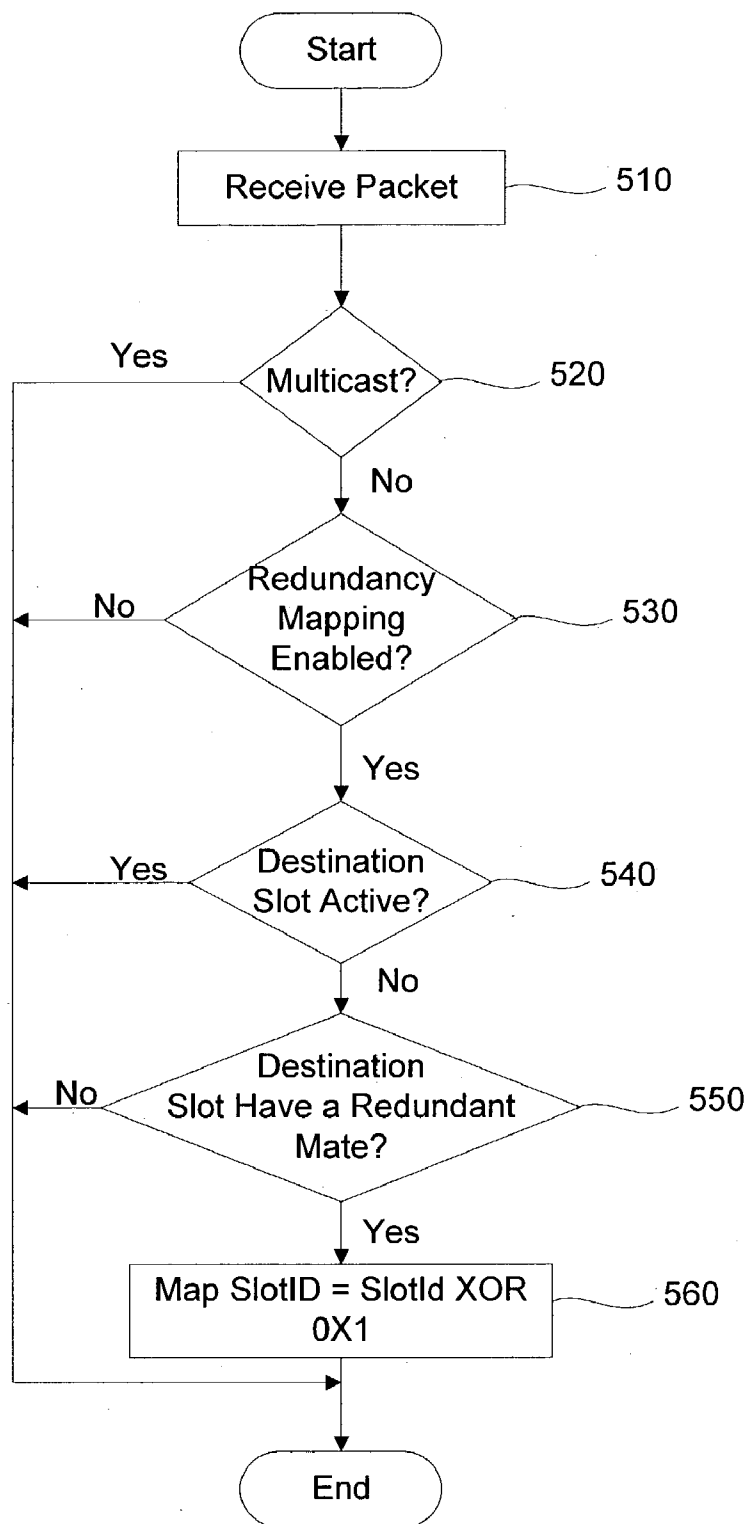 Start
Receive Packet
510
Yes
Multicast?
520
No
Redundancy
Mapping
Enabled?
No
530
Yes
Yes
Destination
Slot Active?
540
No
No
Destination
Slot Have a Redundant
Mate?
550
Yes
Map SlotID = SlotId XOR
0X1
560
End